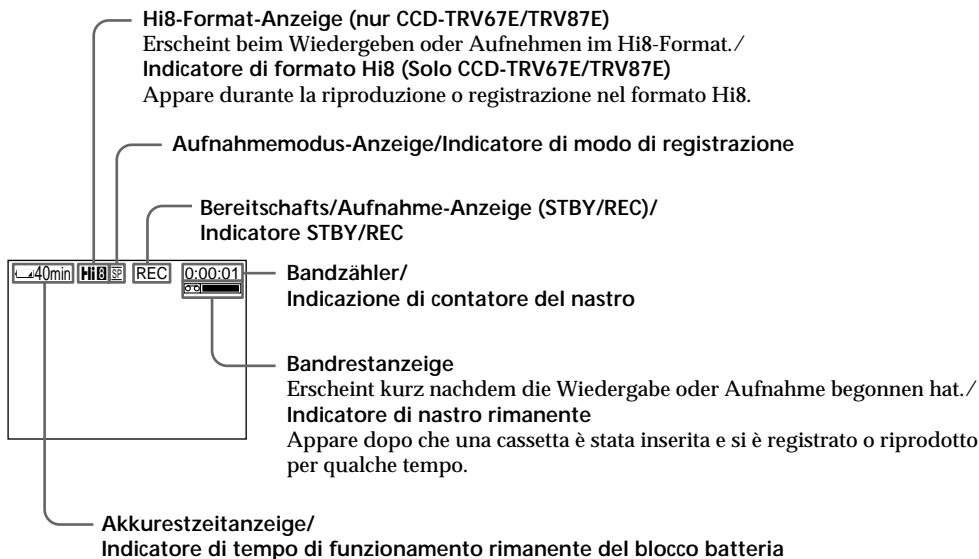 Hi8-Format-Anzeige (nur CCD-TRV67E/TRV87E)
Erscheint beim Wiedergeben oder Aufnehmen im Hi8-Format./
Indicatore di formato Hi8 (Solo CCD-TRV67E/TRV87E)
Appare durante la riproduzione o registrazione nel formato Hi8.
Aufnahmemodus-Anzeige/Indicatore di modo di registrazione
Bereitschafts/Aufnahme-Anzeige (STBY/REC)/
Indicatore STBY/REC
40min Hi8 SP REC 0:00:01
Bandzähler/
Indicazione di contatore del nastro
Bandrestanzeige
Erscheint kurz nachdem die Wiedergabe oder Aufnahme begonnen hat./
Indicatore di nastro rimanente
Appare dopo che una cassetta è stata inserita e si è registrato o riprodotto
per qualche tempo.
Akkurestzeitanzeige/
Indicatore di tempo di funzionamento rimanente del blocco batteria